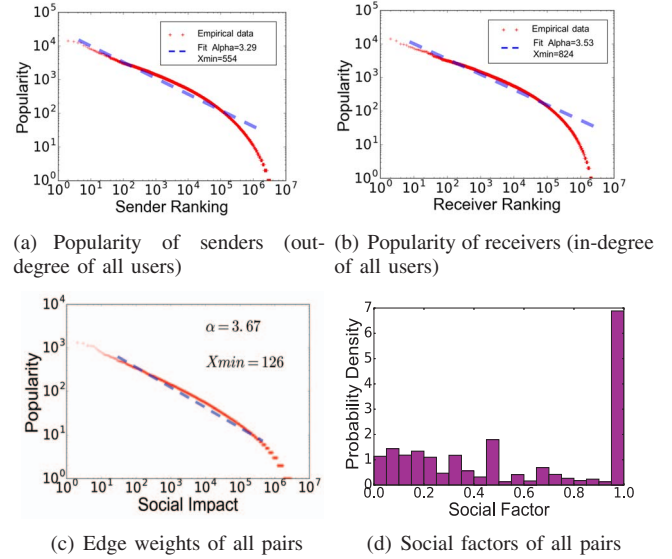 10^5
10^4
10^3
10^2
10^1
10^0
Popularity
Empirical data
Fit Alpha=3.29
Xmin=554
10^0 10^1 10^2 10^3 10^4 10^5 10^6 10^7
Sender Ranking
(a) Popularity of senders (out-
degree of all users)
10^5
10^4
10^3
10^2
10^1
10^0
Popularity
Empirical data
Fit Alpha=3.53
Xmin=824
10^0 10^1 10^2 10^3 10^4 10^5 10^6 10^7
Receiver Ranking
(b) Popularity of receivers (in-degree
of all users)
10^4
10^3
10^2
10^1
10^0
Popularity
α = 3.67
Xmin = 126
10^0 10^1 10^2 10^3 10^4 10^5 10^6 10^7
Social Impact
(c) Edge weights of all pairs
7
6
5
4
3
2
1
0
Probability Density
0.0 0.2 0.4 0.6 0.8 1.0
Social Factor
(d) Social factors of all pairs